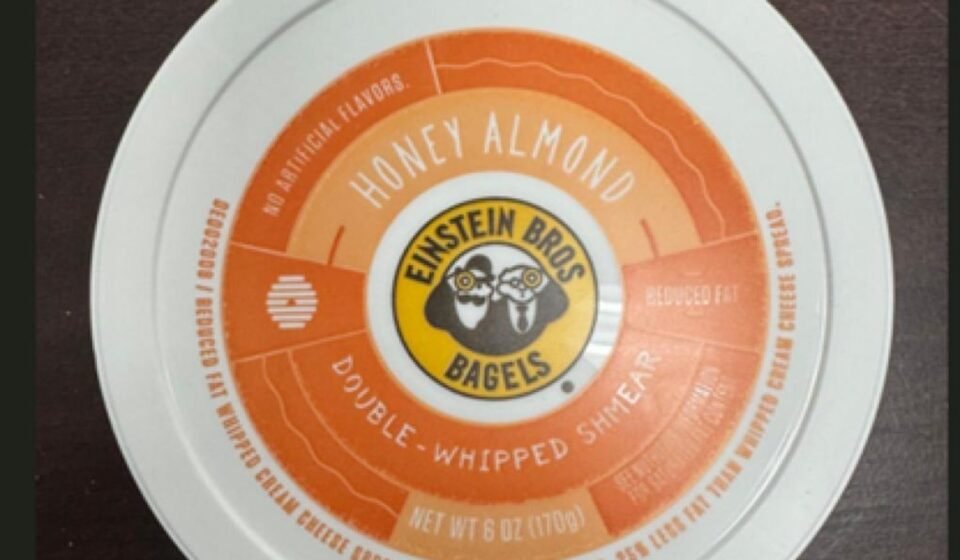 NO ARTIFICIAL FLAVORS.
HONEY ALMOND
EINSTEIN BROS
BAGELS
REDUCED FAT
DOUBLE-WHIPPED SHMEAR
NET WT 6 OZ (170g)
/ REDUCED FAT WHIPPED CREAM CHEESE
LESS FAT THAN WHIPPED CREAM CHEESE SPREAD.